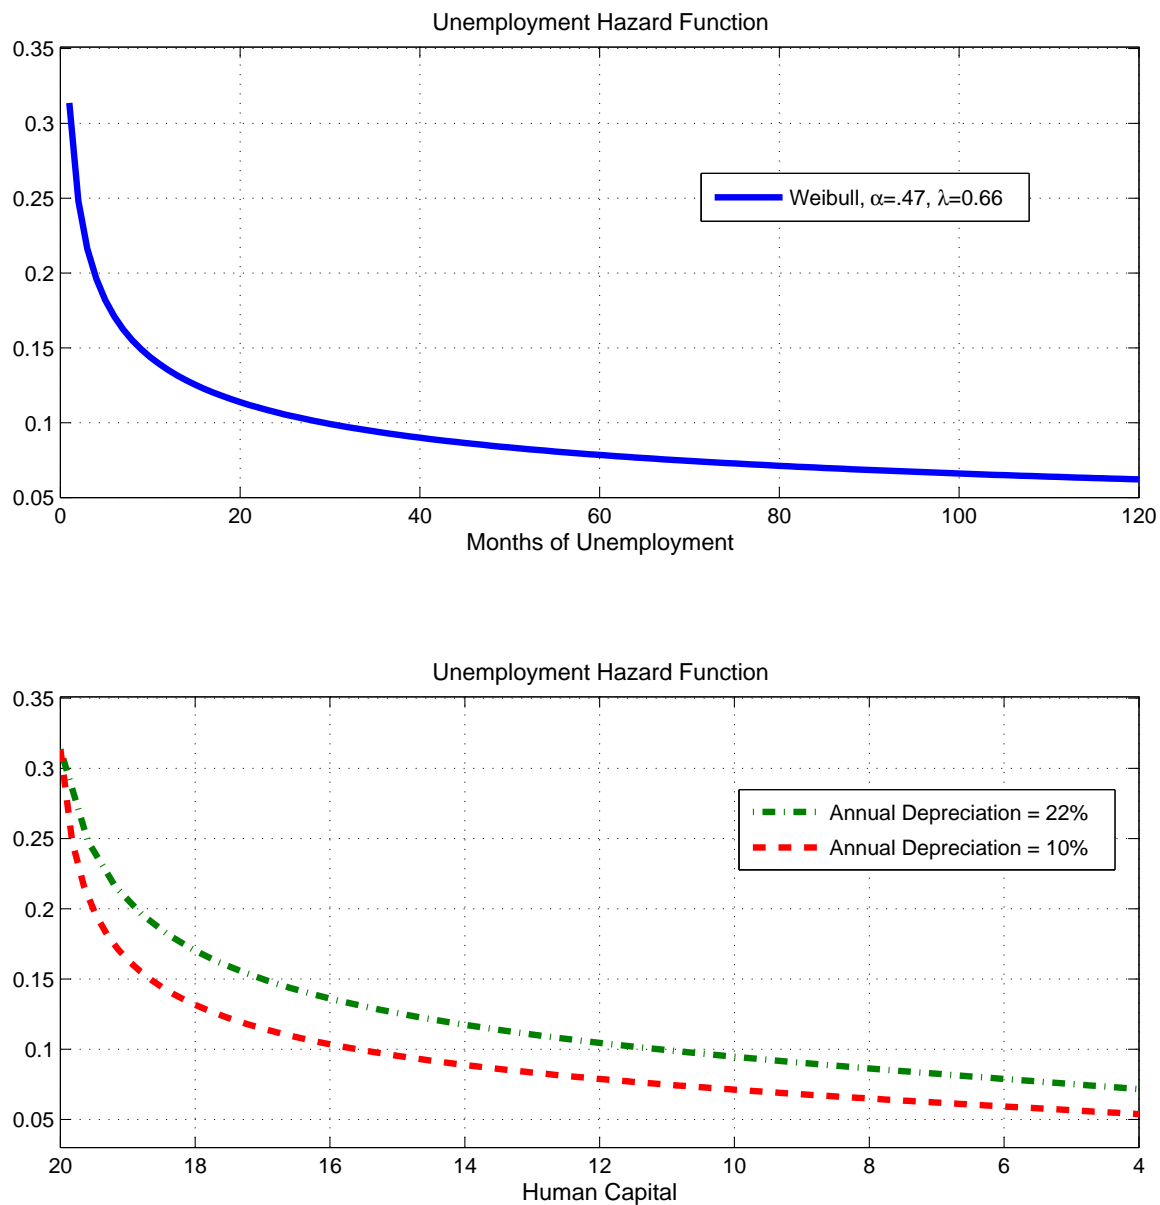 Unemployment Hazard Function
0.35
0.3
0.25
0.2
0.15
0.1
0.05
Weibull, α=.47, λ=0.66
0 20 40 60 80 100 120
Months of Unemployment
Unemployment Hazard Function
0.35
0.3
0.25
0.2
0.15
0.1
0.05
Annual Depreciation = 22%
Annual Depreciation = 10%
20 18 16 14 12 10 8 6 4
Human Capital